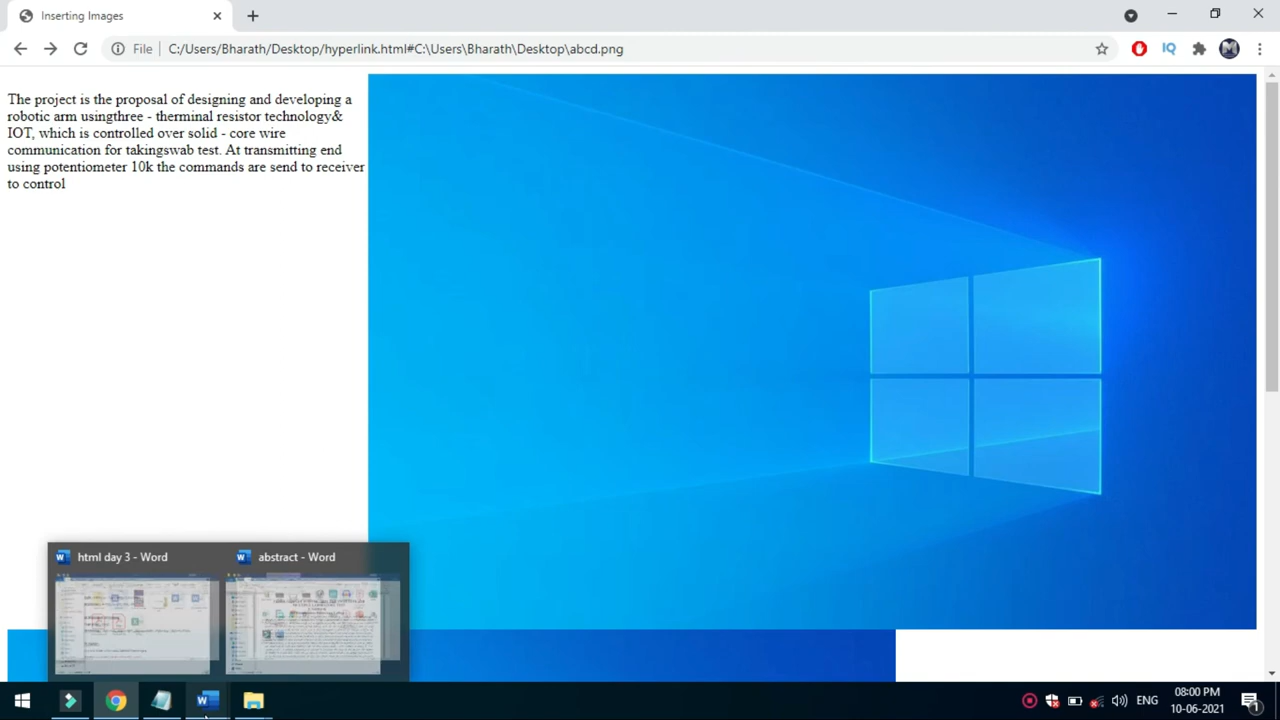 Inserting Images
File C:/Users/Bharath/Desktop/hyperlink.html#C:\Users\Bharath\Desktop\abcd.png
IQ
The project is the proposal of designing and developing a
robotic arm usingthree - therminal resistor technology&
IOT, which is controlled over solid - core wire
communication for takingswab test. At transmitting end
using potentiometer 10k the commands are send to receiver
to control
html day 3 - Word
abstract - Word
ENG
08:00 PM
10-06-2021
1